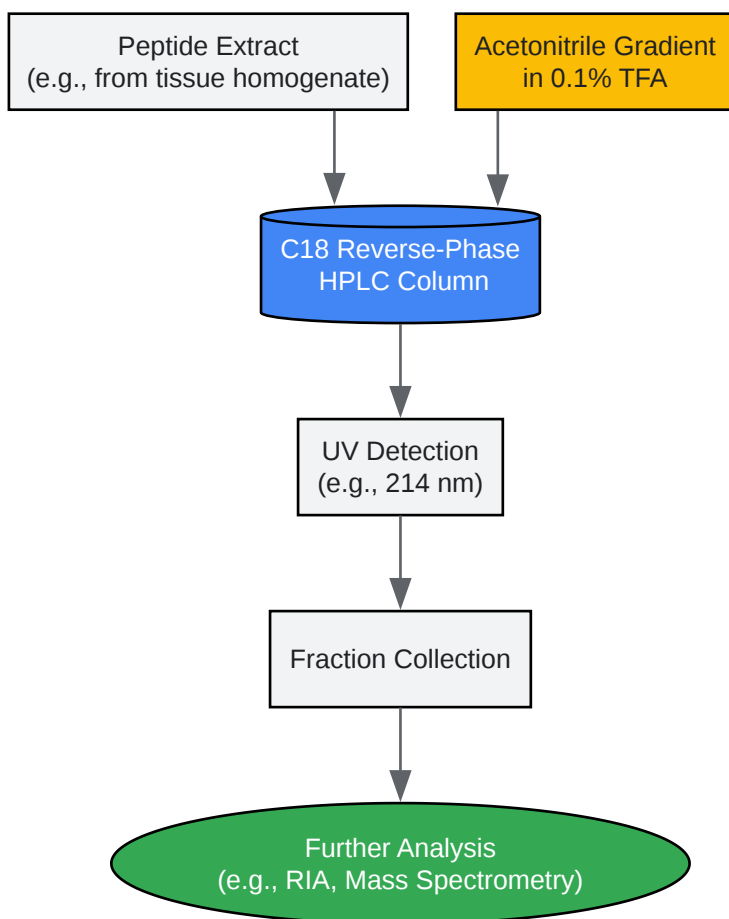 Peptide Extract
(e.g., from tissue homogenate)
Acetonitrile Gradient
in 0.1% TFA
C18 Reverse-Phase
HPLC Column
UV Detection
(e.g., 214 nm)
Fraction Collection
Further Analysis
(e.g., RIA, Mass Spectrometry)